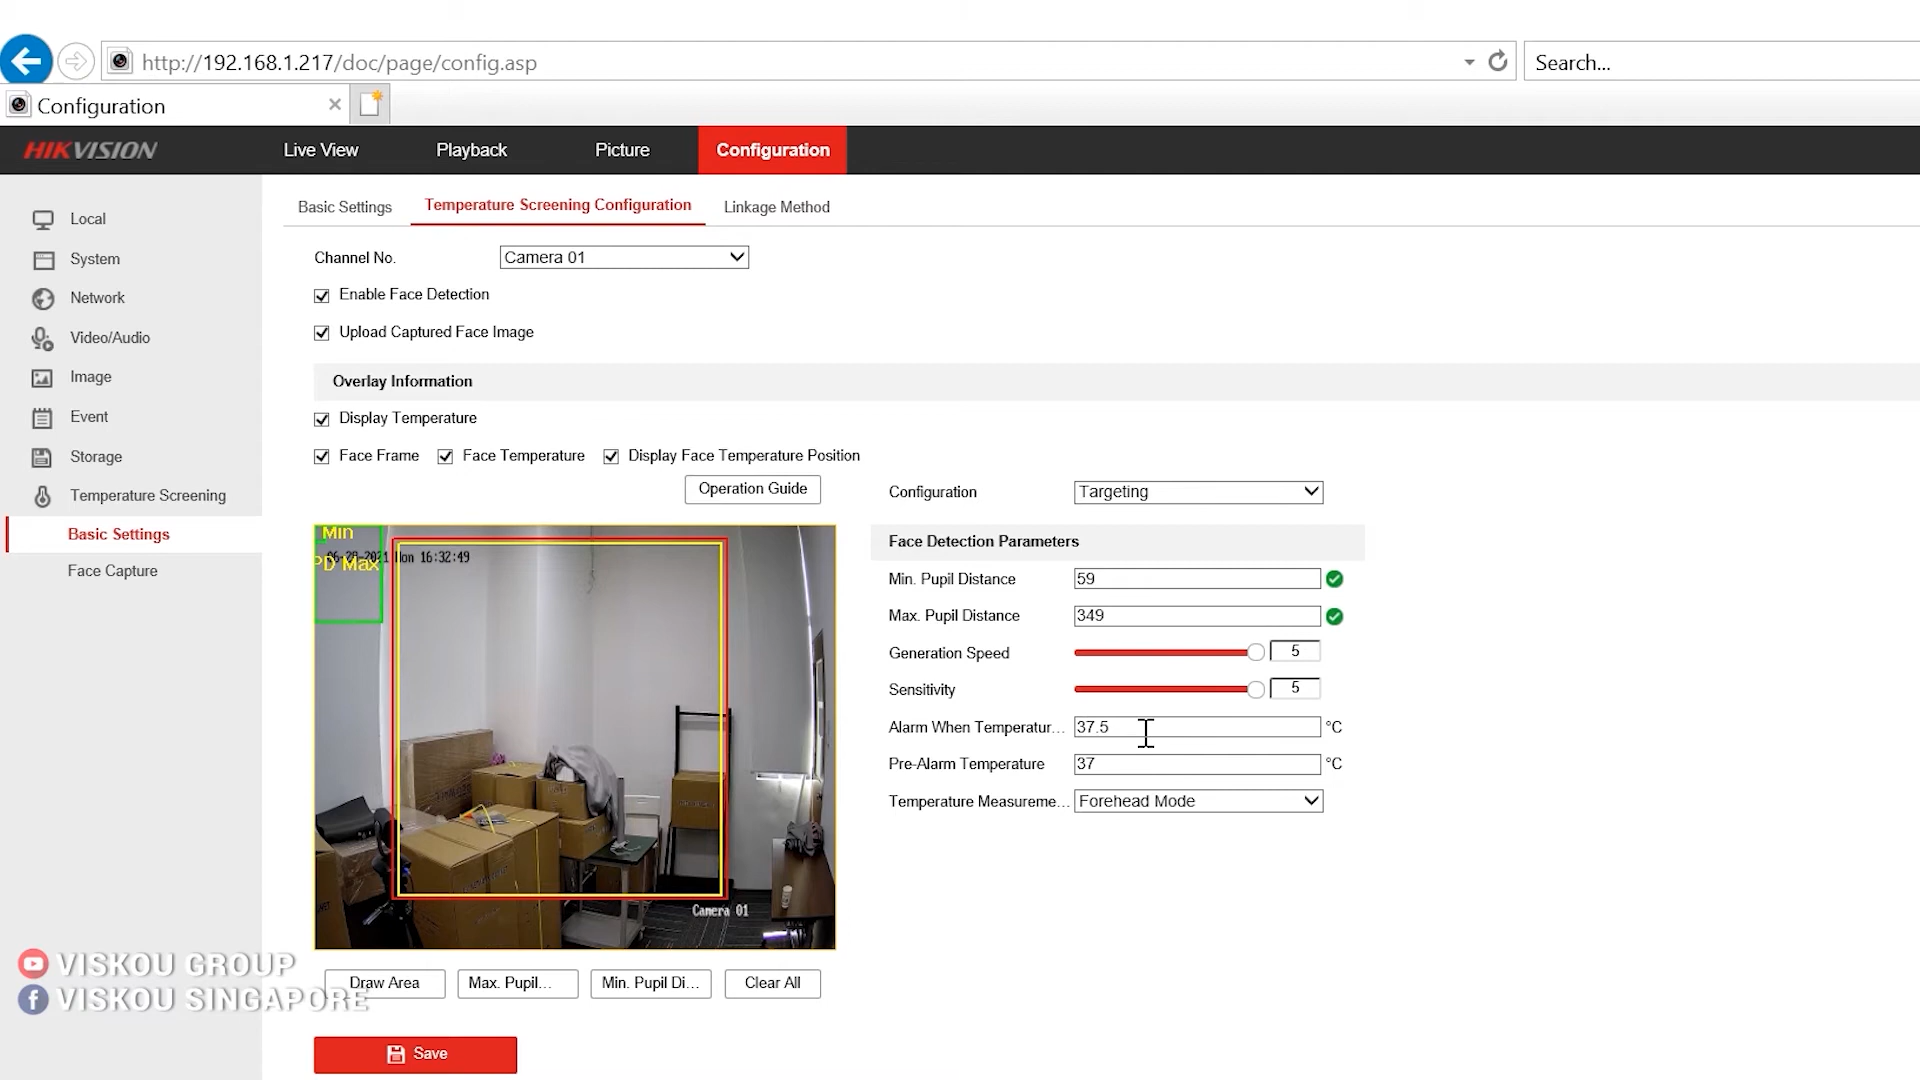 http://192.168.1.217/doc/page/config.asp
Search...
Configuration
HIKVISION
Live View
Playback
Picture
Configuration
Local
System
Network
Video/Audio
Image
Event
Storage
Temperature Screening
Basic Settings
Face Capture
Basic Settings
Temperature Screening Configuration
Linkage Method
Channel No.
Camera 01
Enable Face Detection
Upload Captured Face Image
Overlay Information
Display Temperature
Face Frame
Face Temperature
Display Face Temperature Position
Operation Guide
Configuration
Targeting
Min
PD Max
06-28-2021 Mon 16:32:49
Camera 01
Face Detection Parameters
Min. Pupil Distance
59
Max. Pupil Distance
349
Generation Speed
5
Sensitivity
5
Alarm When Temperatur...
37.5
°C
Pre-Alarm Temperature
37
°C
Temperature Measureme...
Forehead Mode
Draw Area
Max. Pupil...
Min. Pupil Di...
Clear All
Save
VISKOU GROUP
VISKOU SINGAPORE